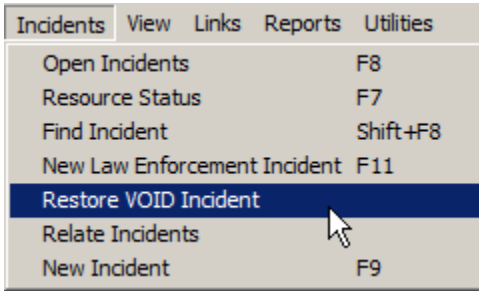 Incidents View Links Reports Utilities
Open Incidents F8
Resource Status F7
Find Incident Shift+F8
New Law Enforcement Incident F11
Restore VOID Incident
Relate Incidents
New Incident F9